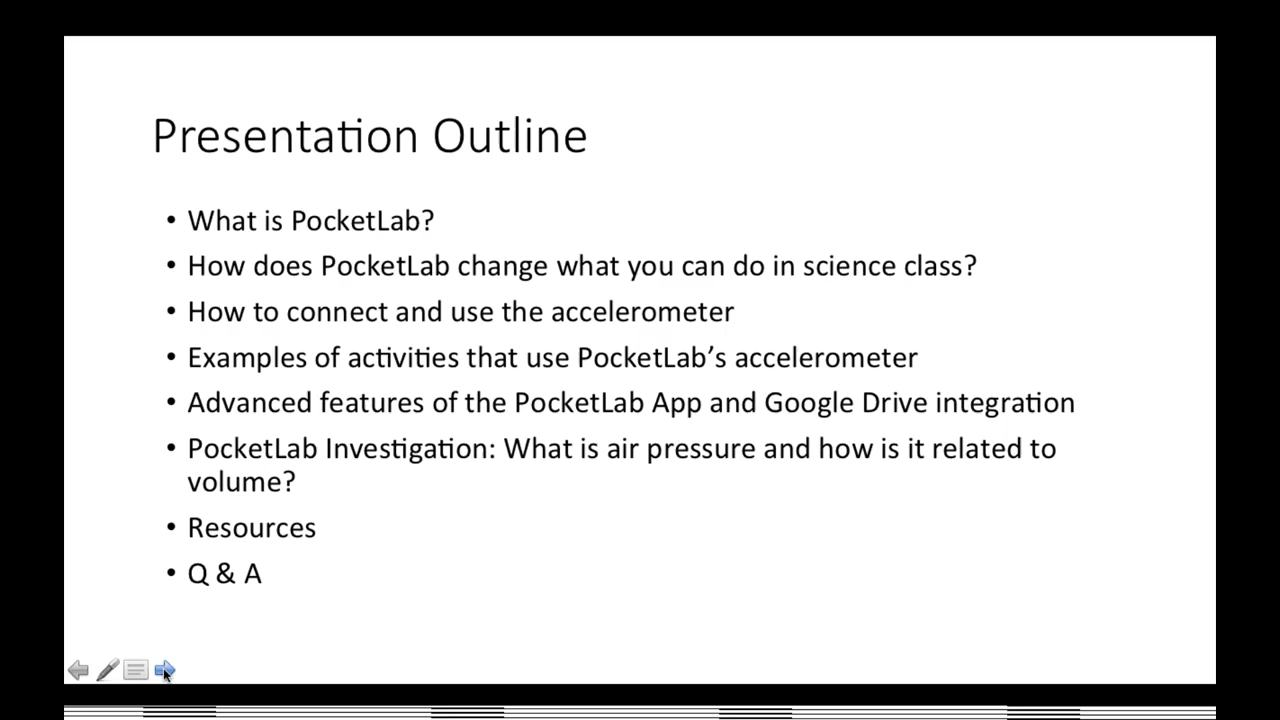 Presentation Outline
• What is PocketLab?
• How does PocketLab change what you can do in science class?
• How to connect and use the accelerometer
• Examples of activities that use PocketLab’s accelerometer
• Advanced features of the PocketLab App and Google Drive integration
• PocketLab Investigation: What is air pressure and how is it related to
volume?
• Resources
• Q & A